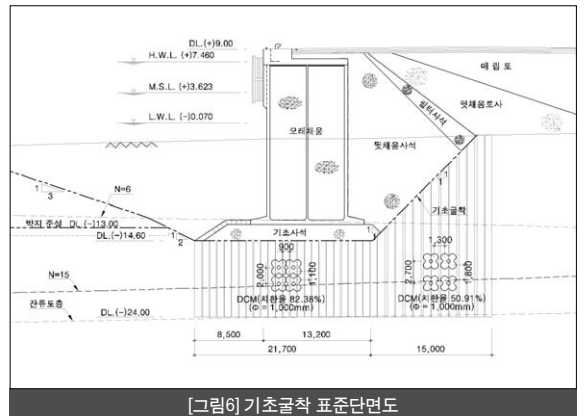 DL.(+)9.00
H.W.L. (+)7.460
M.S.L. (+)3.623
L.W.L. (-)0.070
매 립 토
뒷채움토사
필터사석
모래채움
뒷채움사석
1
3
N=6
1
1
기초굴착
DL.(-)13.00
DL.(-)14.60
1
2
기초사석
1
900
1,300
2,000
1,100
2,700
1,800
N=15
DCM(치환율 82.38%)
(Φ = 1,000mm)
DCM(치환율 50.91%)
(Φ = 1,000mm)
잔류토층
DL.(-)24.00
8,500
13,200
21,700
15,000
[그림6] 기초굴착 표준단면도